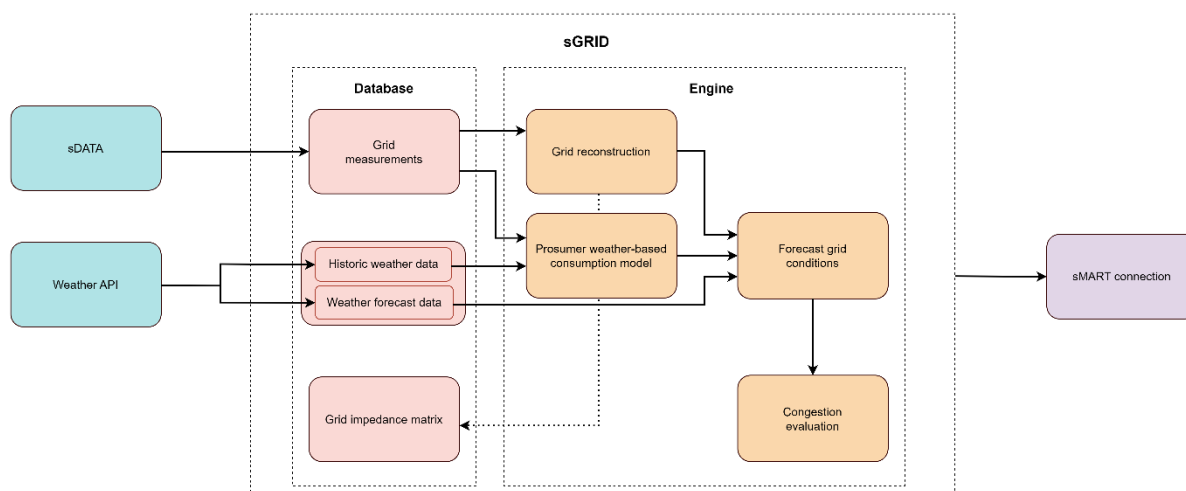 sGRID
Database
Engine
sDATA
Grid
measurements
Grid reconstruction
Weather API
Historic weather data
Weather forecast data
Prosumer weather-based
consumption model
Forecast grid
conditions
sMART connection
Grid impedance matrix
Congestion
evaluation